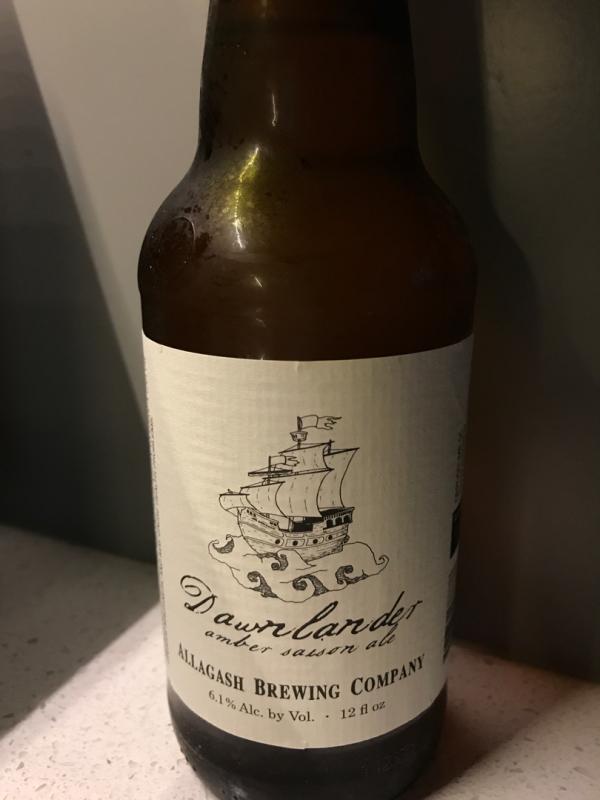 Dawnlander
amber saison ale
ALLAGASH BREWING COMPANY
6.1% Alc. by Vol. · 12 fl oz